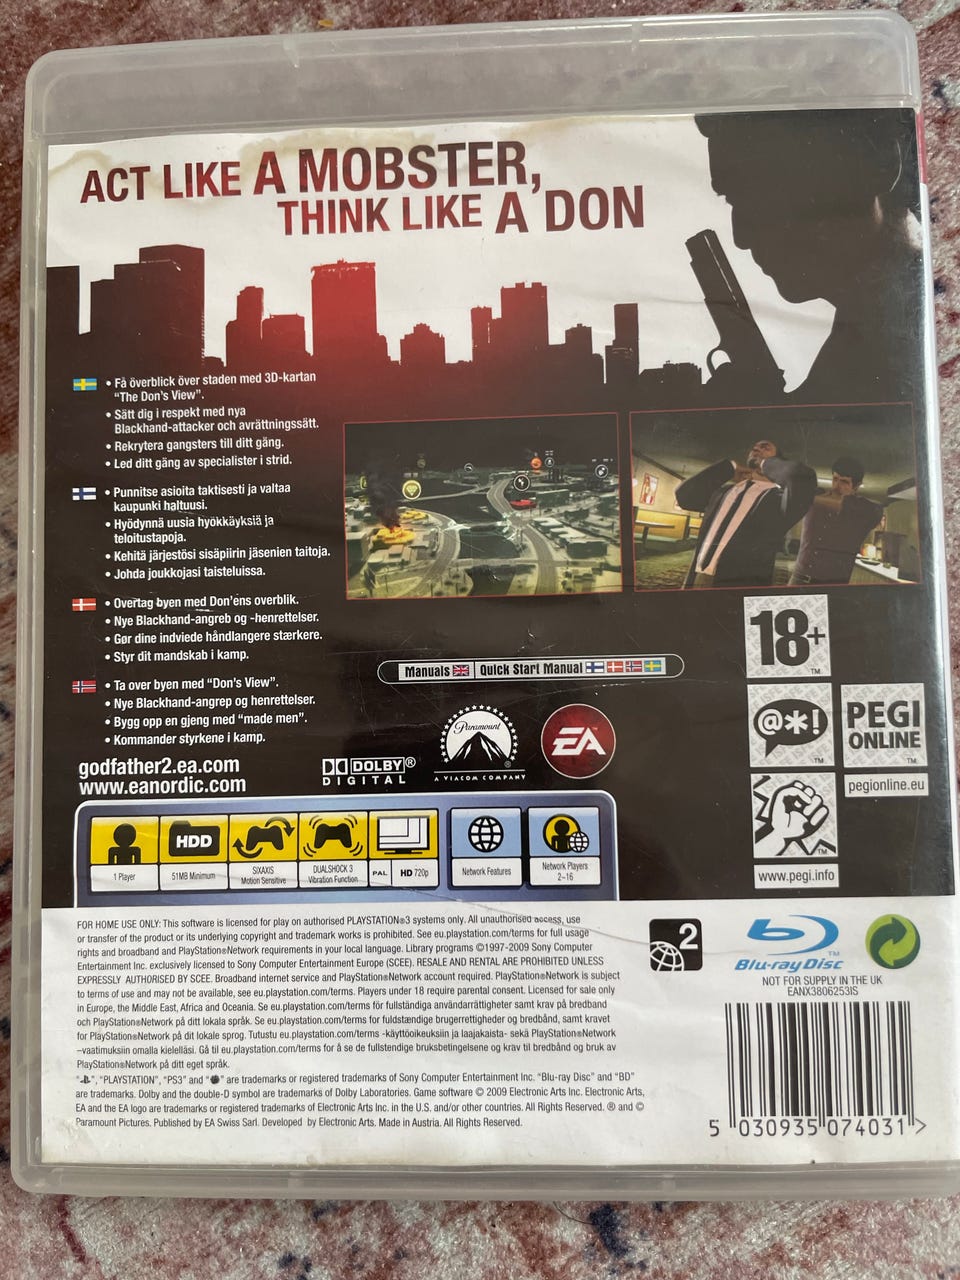 ACT LIKE A MOBSTER,
THINK LIKE A DON
• Få överblick över staden med 3D-kartan
"The Don's View".
• Sätt dig i respekt med nya
Blackhand-attacker och avrättningssätt.
• Rekrytera gangsters till ditt gäng.
• Led ditt gäng av specialister i strid.
• Punnitse asioita taktisesti ja valtaa
kaupunki haltuusi.
• Hyödynnä uusia hyökkäyksiä ja
teloitustapoja.
• Kehitä järjestösi sisäpiirin jäsenien taitoja.
• Johda joukkojasi taisteluissa.
• Overtag byen med Don'ens overblik.
• Nye Blackhand-angreb og -henrettelser.
• Gør dine indviede håndlangere stærkere.
• Styr dit mandskab i kamp.
• Ta over byen med "Don's View".
• Nye Blackhand-angrep og henrettelser.
• Bygg opp en gjeng med "made men".
• Kommander styrkene i kamp.
godfather2.ea.com
www.eanordic.com
Manuals Quick Start Manual
DOLBY®
DIGITAL
Paramount
A VIACOM COMPANY
EA
18+
TM
@*!
TM
PEGI
ONLINE
TM
pegionline.eu
TM
www.pegi.info
HDD
1 Player
51MB Minimum
SIXAXIS
Motion Sensitive
DUALSHOCK 3
Vibration Function
PAL
HD 720p
Network Features
Network Players
2-16
FOR HOME USE ONLY: This software is licensed for play on authorised PLAYSTATION®3 systems only. All unauthorised access, use
or transfer of the product or its underlying copyright and trademark works is prohibited. See eu.playstation.com/terms for full usage
rights and broadband and PlayStation®Network requirements in your local language. Library programs ©1997-2009 Sony Computer
Entertainment Inc. exclusively licensed to Sony Computer Entertainment Europe (SCEE). RESALE AND RENTAL ARE PROHIBITED UNLESS
EXPRESSLY AUTHORISED BY SCEE. Broadband internet service and PlayStation®Network account required. PlayStation®Network is subject
to terms of use and may not be available, see eu.playstation.com/terms. Players under 18 require parental consent. Licensed for sale only
in Europe, the Middle East, Africa and Oceania. Se eu.playstation.com/terms för fullständiga användarrättigheter samt krav på bredband
och PlayStation®Network på ditt lokala språk. Se eu.playstation.com/terms for fuldstændige brugerrettigheder og bredbånd, samt kravet
for PlayStation®Network på dit lokale sprog. Tutustu eu.playstation.com/terms -käyttöoikeuksiin ja laajakaista- sekä PlayStation®Network
–vaatimuksiin omalla kielelläsi. Gå til eu.playstation.com/terms for å se de fullstendige bruksbetingelsene og krav til bredbånd og bruk av
PlayStation®Network på ditt eget språk.
" ", "PLAYSTATION", "PS3" and " " are trademarks or registered trademarks of Sony Computer Entertainment Inc. "Blu-ray Disc" and "BD"
are trademarks. Dolby and the double-D symbol are trademarks of Dolby Laboratories. Game software © 2009 Electronic Arts Inc. Electronic Arts,
EA and the EA logo are trademarks or registered trademarks of Electronic Arts Inc. in the U.S. and/or other countries. All Rights Reserved. ® and ©
Paramount Pictures. Published by EA Swiss Sarl. Developed by Electronic Arts. Made in Austria. All Rights Reserved.
2
Blu-ray Disc
NOT FOR SUPPLY IN THE UK
EANX3806253IS
5 030935 074031 >